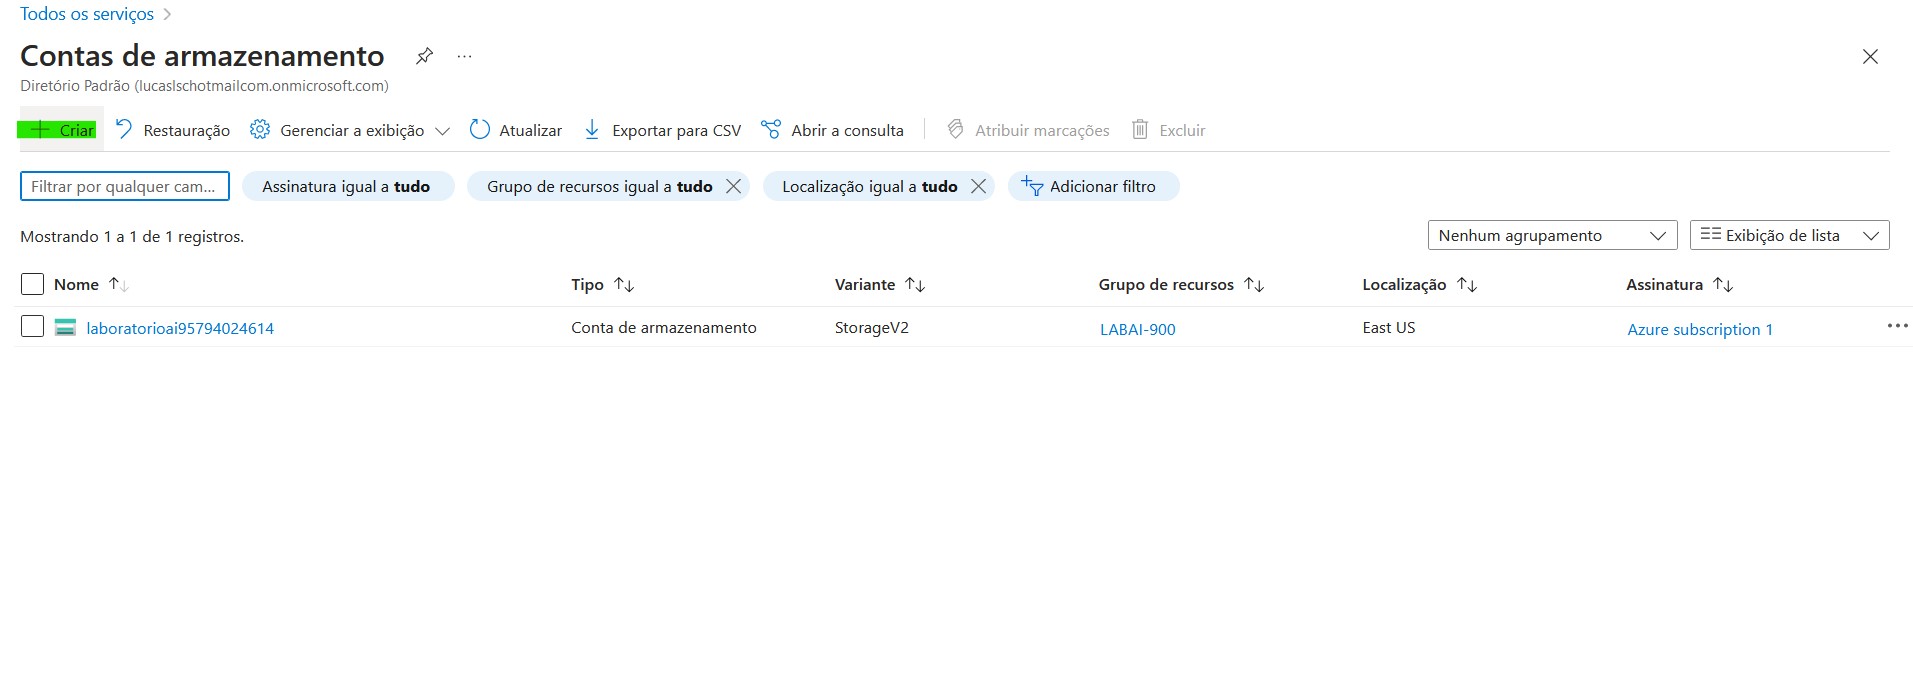 Todos os serviços >
Contas de armazenamento ...
Diretório Padrão (lucaslschotmailcom.onmicrosoft.com)
+ Criar Restauração Gerenciar a exibição Atualizar Exportar para CSV Abrir a consulta Atribuir marcações Excluir
Filtrar por qualquer cam... Assinatura igual a tudo Grupo de recursos igual a tudo Localização igual a tudo Adicionar filtro
Mostrando 1 a 1 de 1 registros. Nenhum agrupamento Exibição de lista
Nome ↑↓ Tipo ↑↓ Variante ↑↓ Grupo de recursos ↑↓ Localização ↑↓ Assinatura ↑↓
laboratorioai95794024614 Conta de armazenamento StorageV2 LABAI-900 East US Azure subscription 1 ...